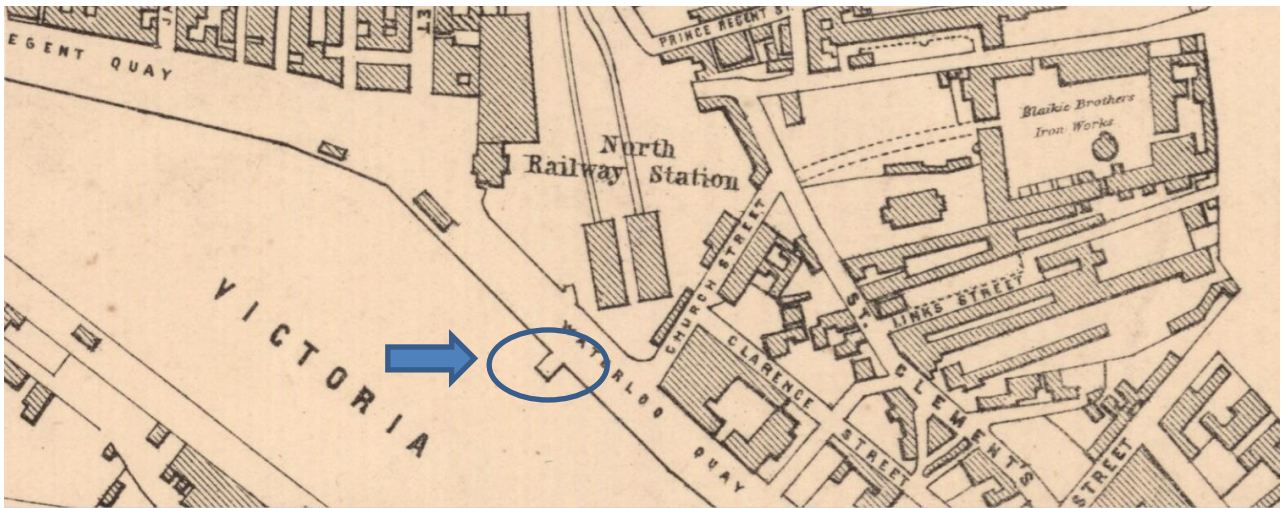 EGENT QUAY
PRINCE REGENT ST.
North
Railway Station
Blaikie Brothers
Iron Works
VICTORIA
WATERLOO
QUAY
CHURCH STREET
CLARENCE
STREET
LINKS STREET
ST.
CLEMENT'S
STREET